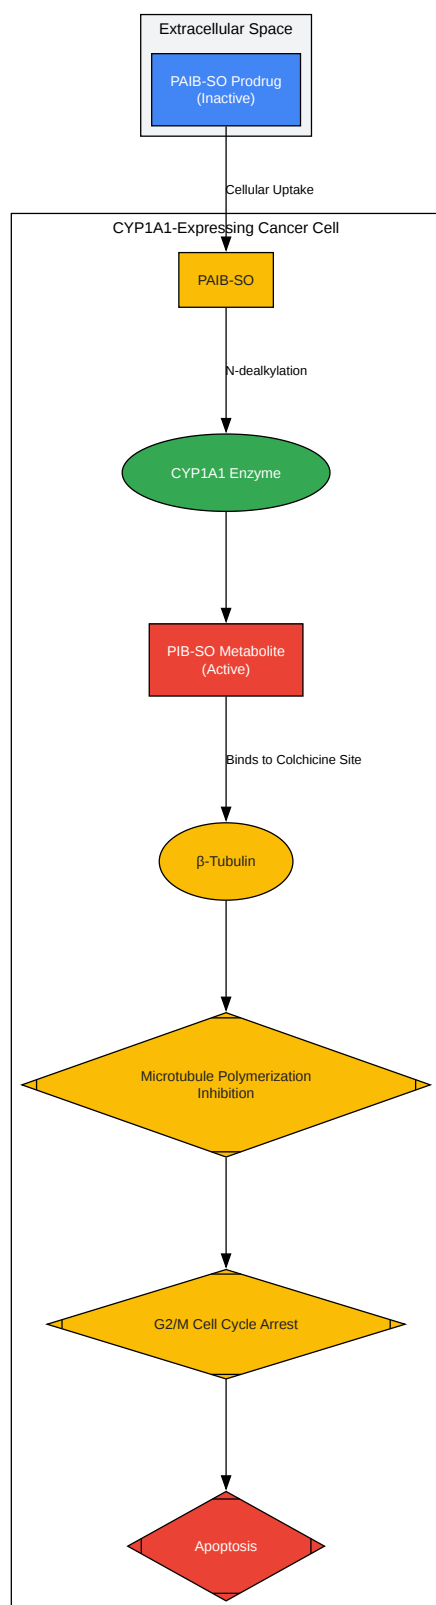 Extracellular Space
PAIB-SO Prodrug
(Inactive)
Cellular Uptake
CYP1A1-Expressing Cancer Cell
PAIB-SO
N-dealkylation
CYP1A1 Enzyme
PIB-SO Metabolite
(Active)
Binds to Colchicine Site
β-Tubulin
Microtubule Polymerization
Inhibition
G2/M Cell Cycle Arrest
Apoptosis